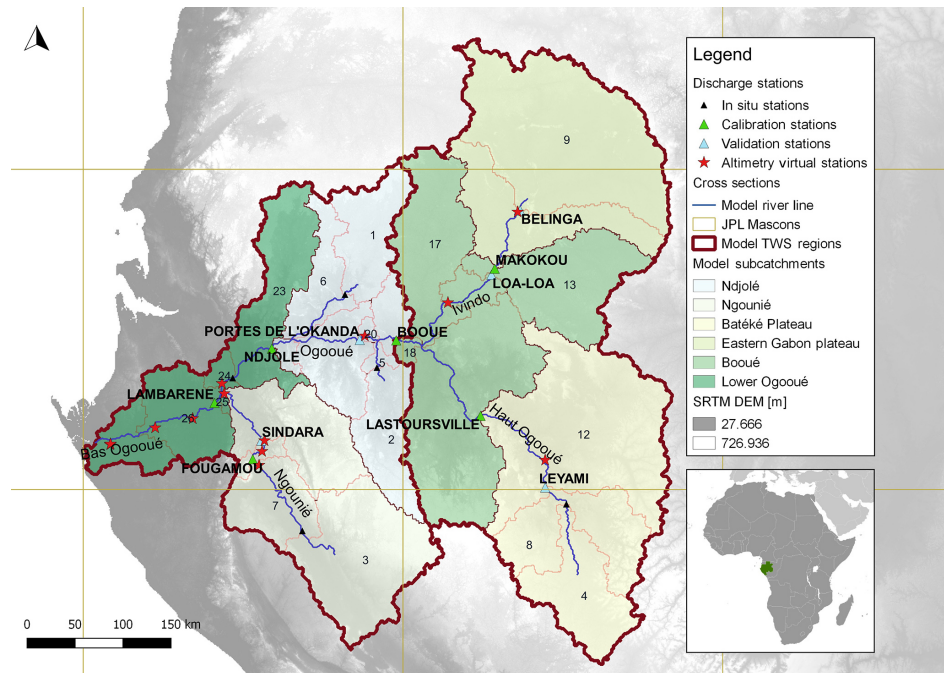 9
1
17
BELINGA
MAKOKOU
LOA-LOA
13
6
23
Ivindo
PORTES DE L'OKANDA
20
BOOUE
18
NDJOLE
Ogooué
5
24
LAMBARENE
25
LASTOURSVILLE
Haut Ogooué
12
2
Bas Ogooué
SINDARA
FOUGAMOU
LEYAMI
Ngounié
7
8
3
4
0 50 100 150 km
Legend
Discharge stations
In situ stations
Calibration stations
Validation stations
Altimetry virtual stations
Cross sections
Model river line
JPL Mascons
Model TWS regions
Model subcatchments
Ndjolé
Ngounié
Batéké Plateau
Eastern Gabon plateau
Booué
Lower Ogooué
SRTM DEM [m]
27.666
726.936